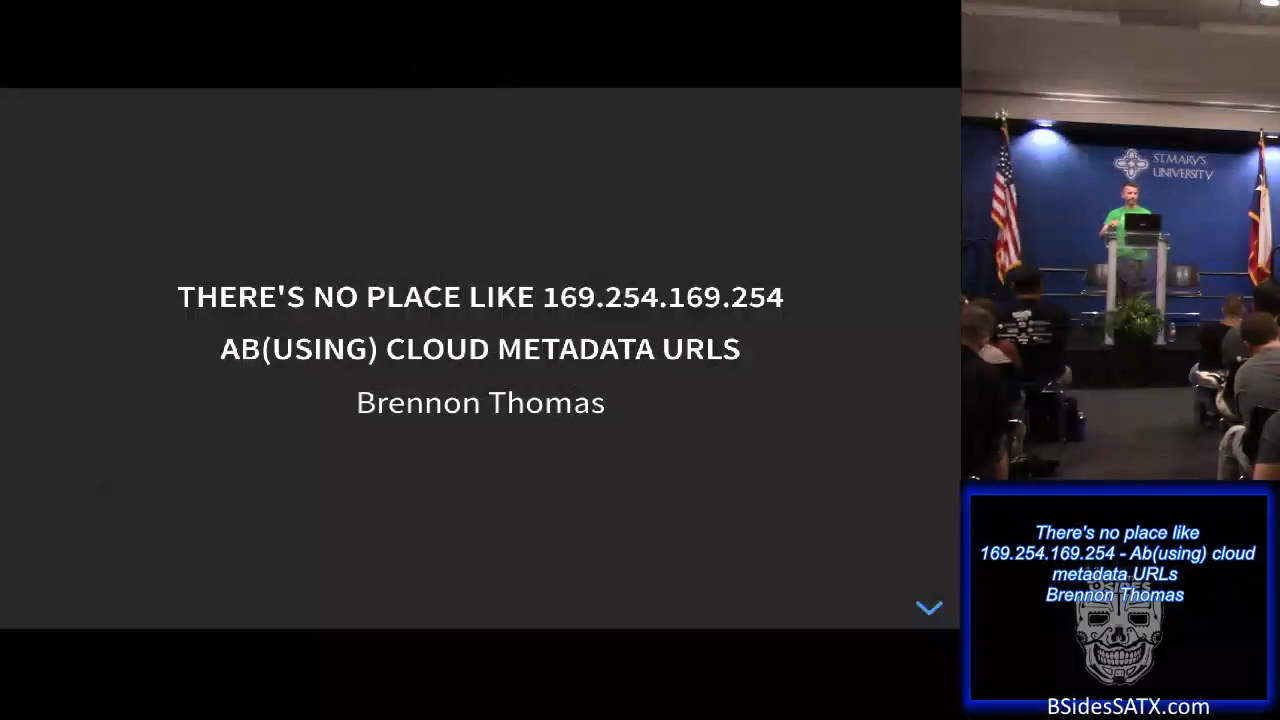 THERE'S NO PLACE LIKE 169.254.169.254
AB(USING) CLOUD METADATA URLS
Brennon Thomas
ST. MARY'S
UNIVERSITY
There's no place like
169.254.169.254 - Ab(using) cloud
metadata URLs
Brennon Thomas
BSidesSATX.com